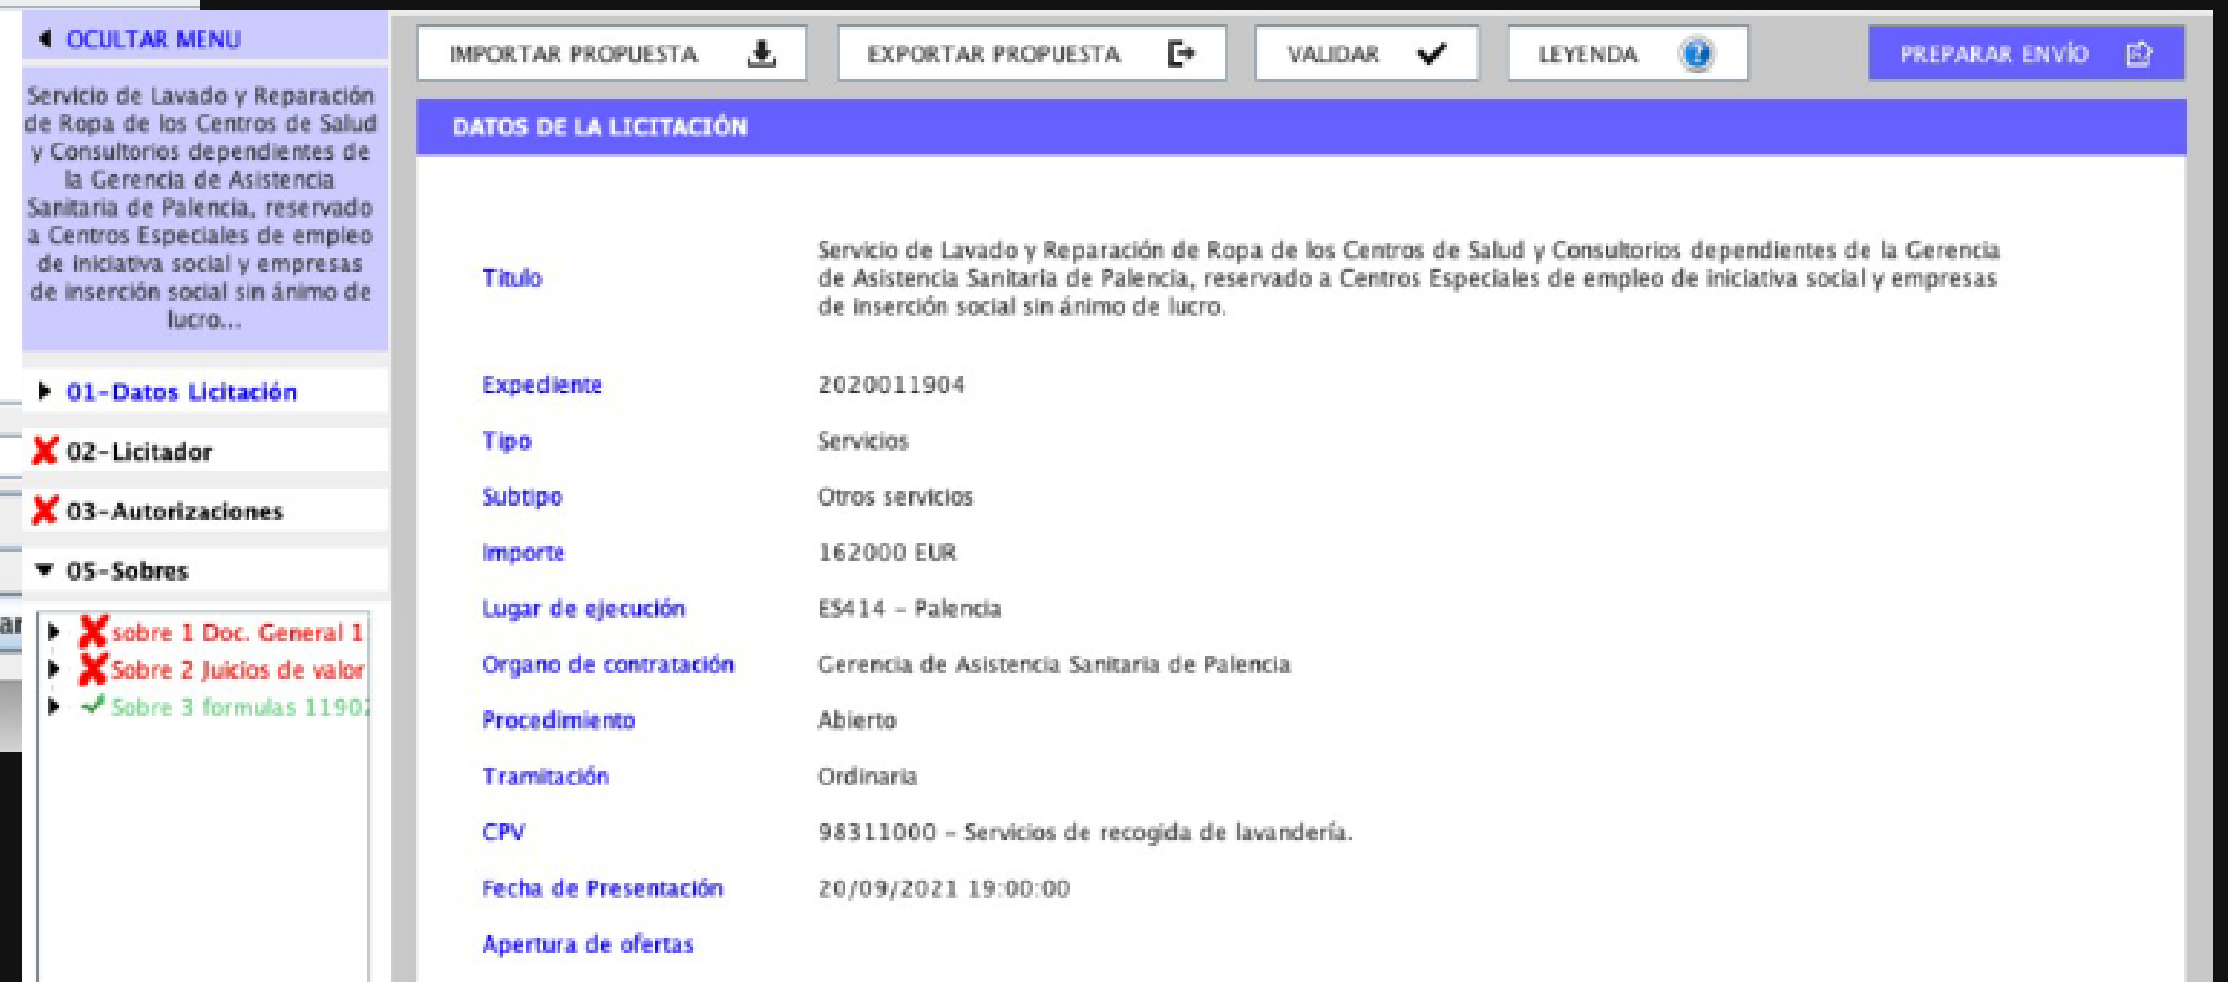 OCULTAR MENU
Servicio de Lavado y Reparación
de Ropa de los Centros de Salud
y Consultorios dependientes de
la Gerencia de Asistencia
Sanitaria de Palencia, reservado
a Centros Especiales de empleo
de iniciativa social y empresas
de inserción social sin ánimo de
lucro...
01-Datos Licitación
02-Licitador
03-Autorizaciones
05-Sobres
sobre 1 Doc. General 1
Sobre 2 Juicios de valor
Sobre 3 formulas 11902
IMPORTAR PROPUESTA
EXPORTAR PROPUESTA
VALIDAR
LEYENDA
PREPARAR ENVÍO
DATOS DE LA LICITACIÓN
Titulo
Servicio de Lavado y Reparación de Ropa de los Centros de Salud y Consultorios dependientes de la Gerencia
de Asistencia Sanitaria de Palencia, reservado a Centros Especiales de empleo de iniciativa social y empresas
de inserción social sin ánimo de lucro.
Expediente 2020011904
Tipo Servicios
Subtipo Otros servicios
Importe 162000 EUR
Lugar de ejecución ES414 - Palencia
Organo de contratación Gerencia de Asistencia Sanitaria de Palencia
Procedimiento Abierto
Tramitación Ordinaria
CPV 98311000 - Servicios de recogida de lavandería.
Fecha de Presentación 20/09/2021 19:00:00
Apertura de ofertas